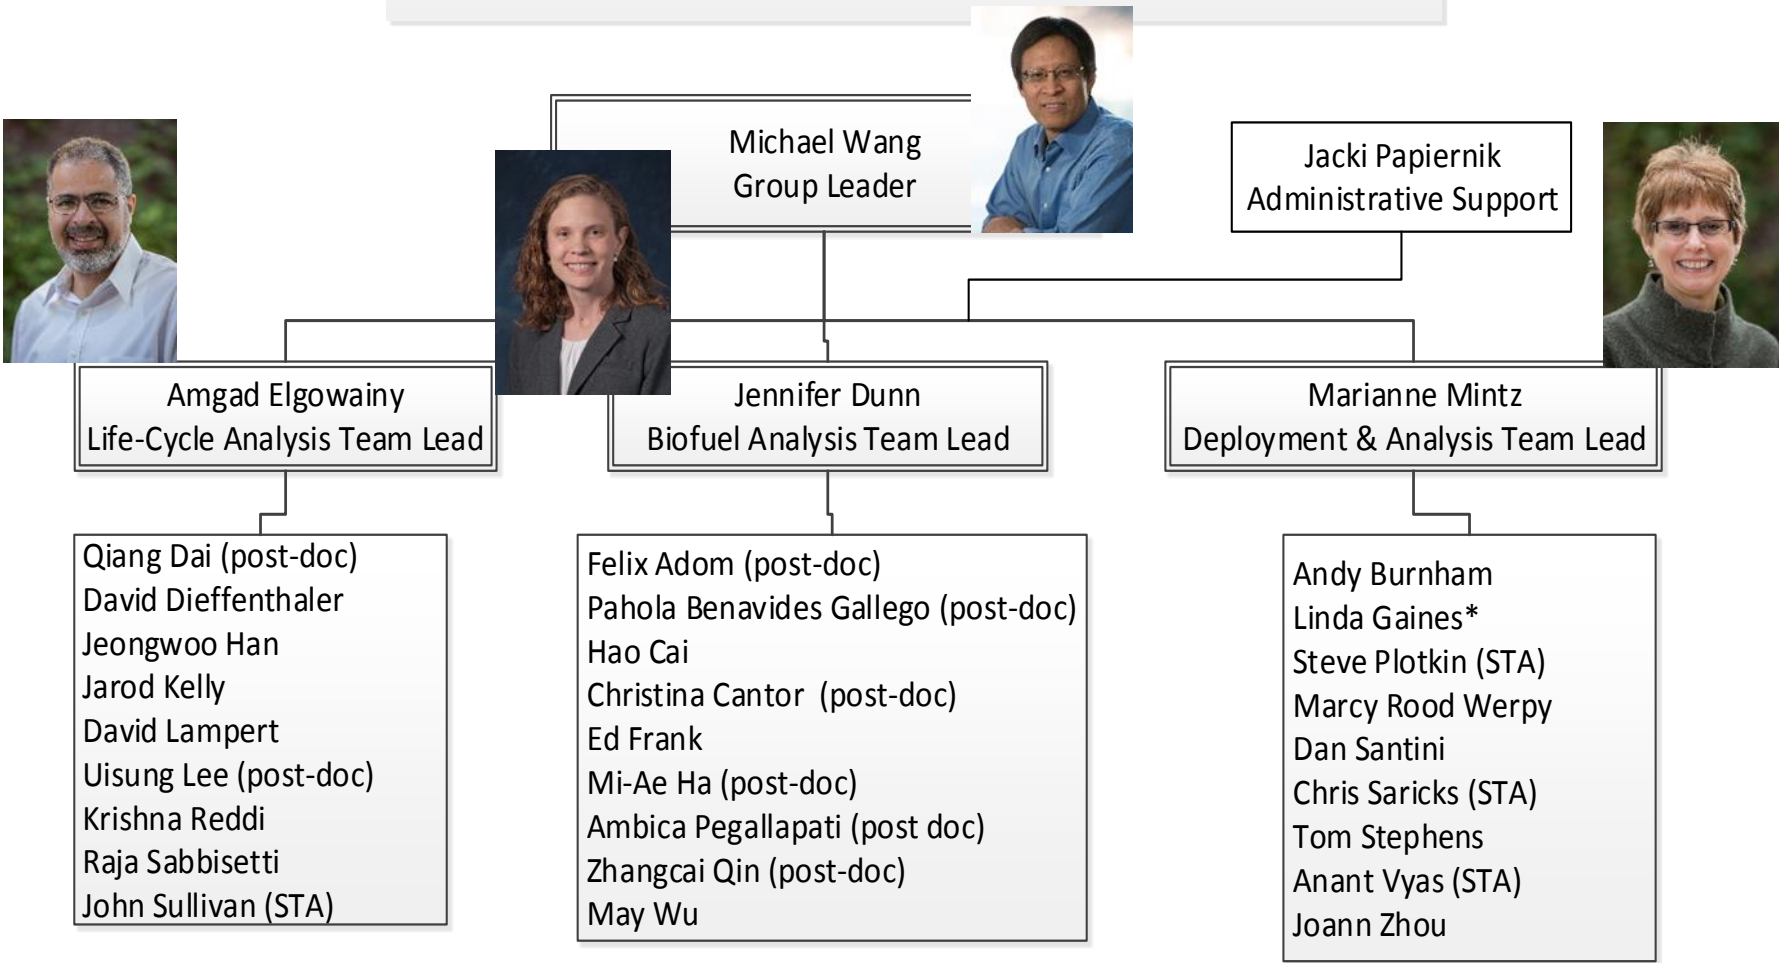 Michael Wang
Group Leader
Jacki Papiernik
Administrative Support
Amgad Elgowainy
Life-Cycle Analysis Team Lead
Jennifer Dunn
Biofuel Analysis Team Lead
Marianne Mintz
Deployment & Analysis Team Lead
Qiang Dai (post-doc)
David Dieffenthaler
Jeongwoo Han
Jarod Kelly
David Lampert
Uisung Lee (post-doc)
Krishna Reddi
Raja Sabbisetti
John Sullivan (STA)
Felix Adom (post-doc)
Pahola Benavides Gallego (post-doc)
Hao Cai
Christina Cantor  (post-doc)
Ed Frank
Mi-Ae Ha (post-doc)
Ambica Pegallapati (post doc)
Zhangcai Qin (post-doc)
May Wu
Andy Burnham
Linda Gaines*
Steve Plotkin (STA)
Marcy Rood Werpy
Dan Santini
Chris Saricks (STA)
Tom Stephens
Anant Vyas (STA)
Joann Zhou